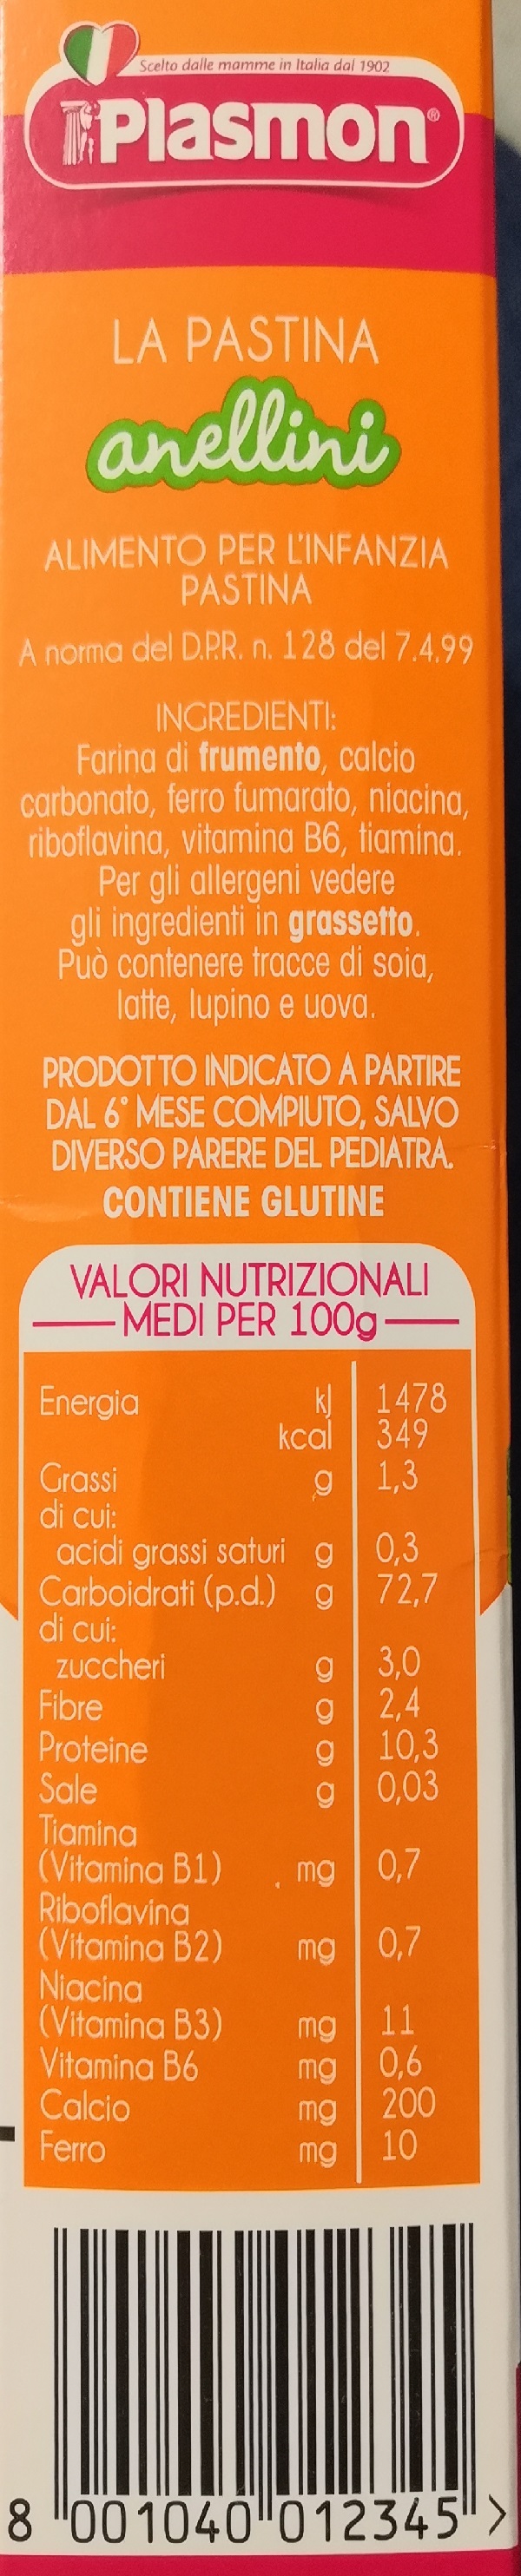 Scelto dalle mamme in Italia dal 1902
Plasmon®
LA PASTINA
anellini
ALIMENTO PER L'INFANZIA
PASTINA
A norma del D.P.R. n. 128 del 7.4.99
INGREDIENTI:
Farina di frumento, calcio
carbonato, ferro fumarato, niacina,
riboflavina, vitamina B6, tiamina.
Per gli allergeni vedere
gli ingredienti in grassetto.
Può contenere tracce di soia,
latte, lupino e uova.
PRODOTTO INDICATO A PARTIRE
DAL 6° MESE COMPIUTO, SALVO
DIVERSO PARERE DEL PEDIATRA.
CONTIENE GLUTINE
VALORI NUTRIZIONALI
MEDI PER 100g
Energia kJ 1478
kcal 349
Grassi g 1,3
di cui:
acidi grassi saturi g 0,3
Carboidrati (p.d.) g 72,7
di cui:
zuccheri g 3,0
Fibre g 2,4
Proteine g 10,3
Sale g 0,03
Tiamina
(Vitamina B1) mg 0,7
Riboflavina
(Vitamina B2) mg 0,7
Niacina
(Vitamina B3) mg 11
Vitamina B6 mg 0,6
Calcio mg 200
Ferro mg 10
8 001040 012345 >